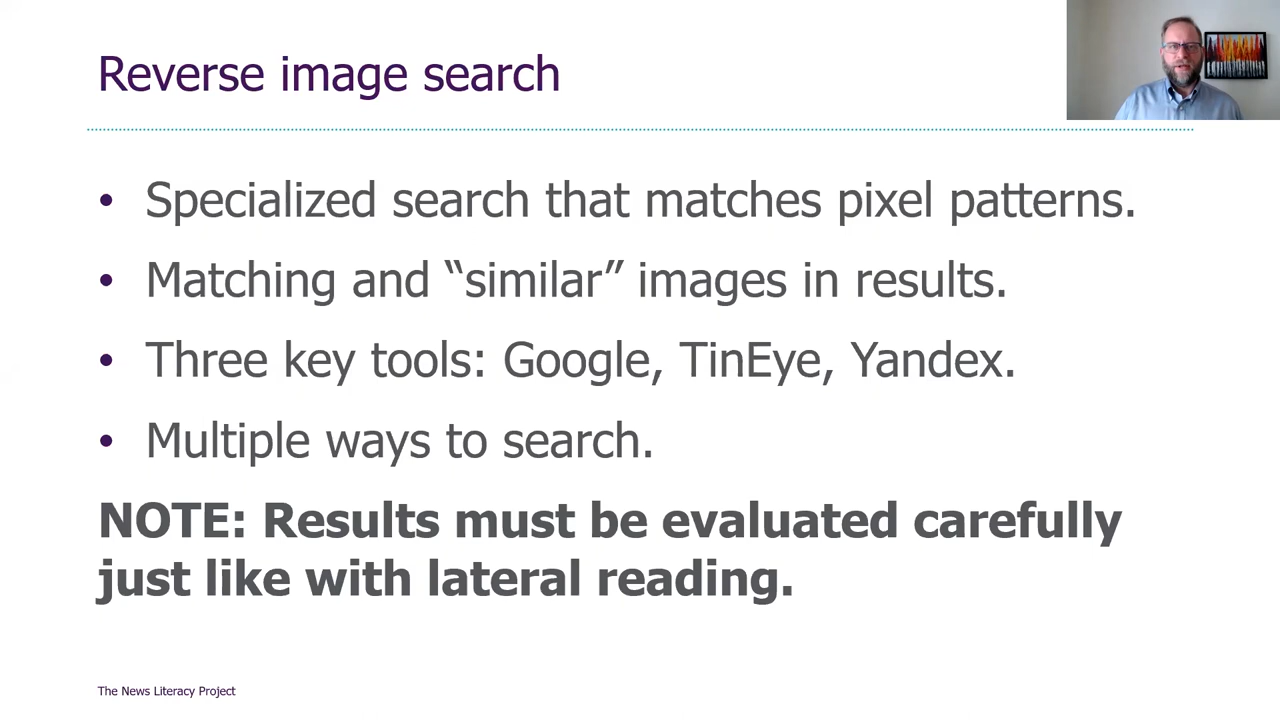 Reverse image search
• Specialized search that matches pixel patterns.
• Matching and “similar” images in results.
• Three key tools: Google, TinEye, Yandex.
• Multiple ways to search.
NOTE: Results must be evaluated carefully
just like with lateral reading.
The News Literacy Project